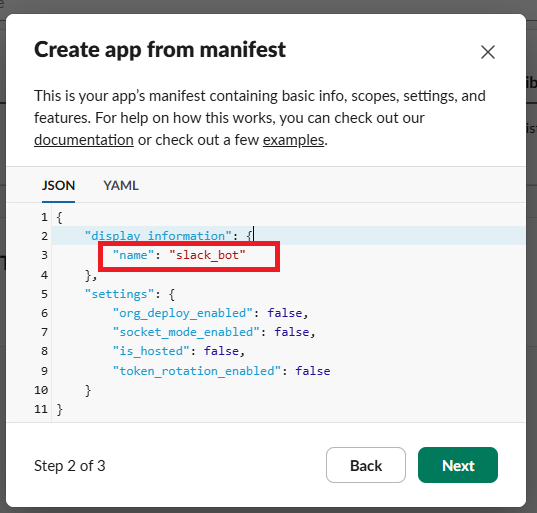 Create app from manifest
This is your app's manifest containing basic info, scopes, settings, and
features. For help on how this works, you can check out our
documentation or check out a few examples.
JSON YAML
1 {
2 "display_information": {
3 "name": "slack_bot"
4 },
5 "settings": {
6 "org_deploy_enabled": false,
7 "socket_mode_enabled": false,
8 "is_hosted": false,
9 "token_rotation_enabled": false
10 }
11 }
Step 2 of 3 Back Next